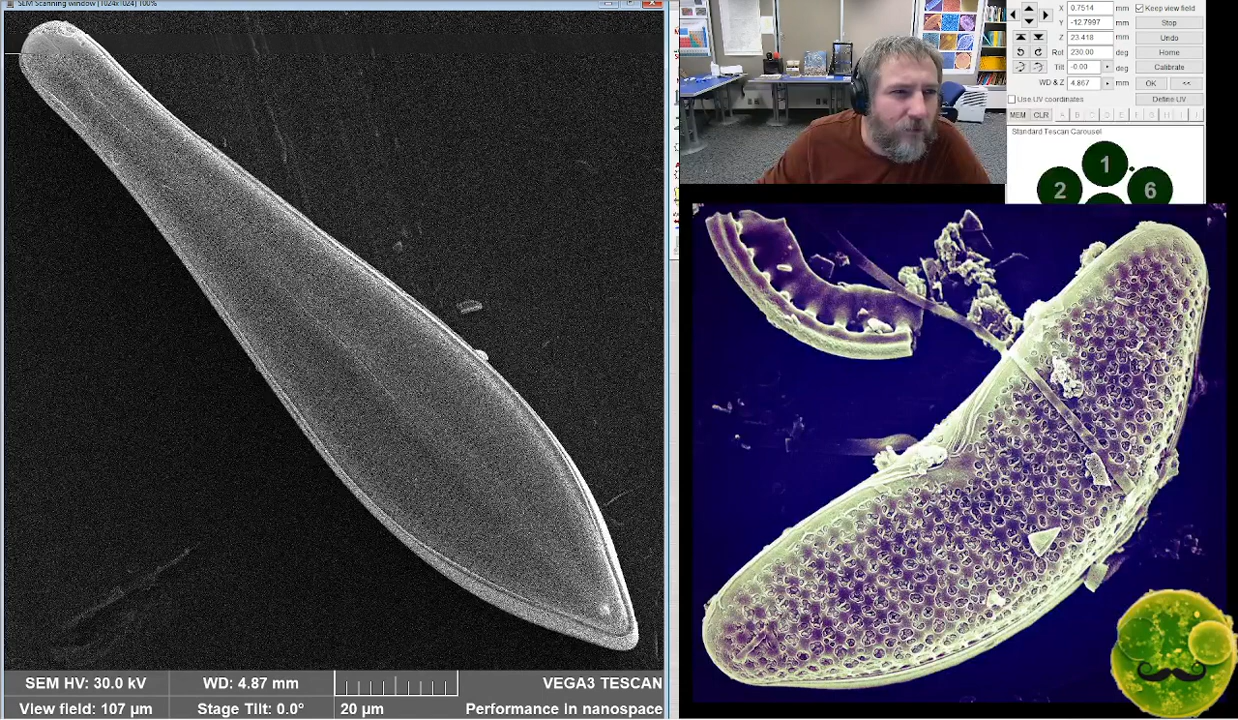 SEM Scanning window [1024x1024] 100%
X 0.7514 mm
Keep view field
Y -12.7997 mm
Stop
Z 23.418 mm
Undo
Rot 230.00 deg
Home
Tilt -0.00 deg
Calibrate
WD & Z 4.867 mm
OK <<
Use UV coordinates
Define UV
MEM CLR A B C D E F G H I
Standard Tescan Carousel
1
2 6
SEM HV: 30.0 kV WD: 4.87 mm VEGA3 TESCAN
View field: 107 µm Stage Tilt: 0.0° 20 µm Performance in nanospace